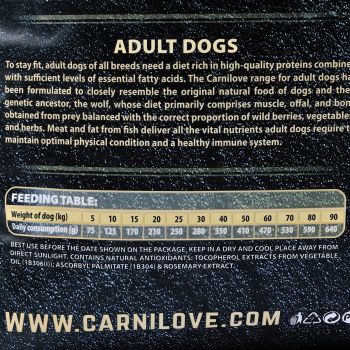 ADULT DOGS
To stay fit, adult dogs of all breeds need a diet rich in high-quality proteins combine
with sufficient levels of essential fatty acids. The Carnilove range for adult dogs has
been formulated to closely resemble the original natural food of dogs and the
genetic ancestor, the wolf, whose diet primarily comprises muscle, offal, and bon
obtained from prey balanced with the correct proportion of wild berries, vegetable
and herbs. Meat and fat from fish deliver all the vital nutrients adult dogs require t
maintain optimal physical condition and a healthy immune system.
FEEDING TABLE:
Weight of dog (kg) 5 10 15 20 25 30 35 40 50 60 70 80 90
Daily consumption (g) 75 125 170 210 250 280 350 410 470 530 590 640
BEST USE BEFORE THE DATE SHOWN ON THE PACKAGE. KEEP IN A DRY AND COOL PLACE AWAY FROM
DIRECT SUNLIGHT. CONTAINS NATURAL ANTIOXIDANTS: TOCOPHEROL EXTRACTS FROM VEGETABLE
OIL (1B306(I)); ASCORBYL PALMITATE (1B304) & ROSEMARY EXTRACT.
WWW.CARNILOVE.COM